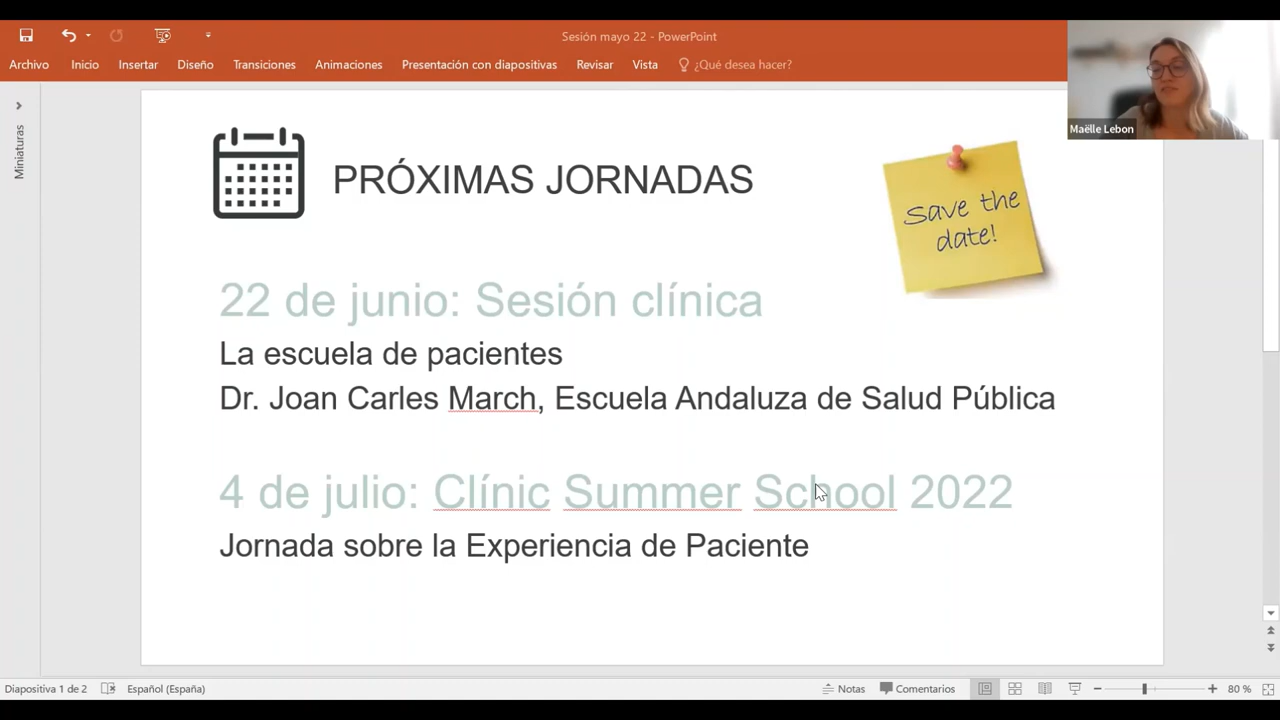 Sesión mayo 22 - PowerPoint
Archivo Inicio Insertar Diseño Transiciones Animaciones Presentación con diapositivas Revisar Vista ¿Qué desea hacer?
Maëlle Lebon
Miniaturas
PRÓXIMAS JORNADAS
Save the
date!
22 de junio: Sesión clínica
La escuela de pacientes
Dr. Joan Carles March, Escuela Andaluza de Salud Pública
4 de julio: Clínic Summer School 2022
Jornada sobre la Experiencia de Paciente
Diapositiva 1 de 2 Español (España) Notas Comentarios 80 %